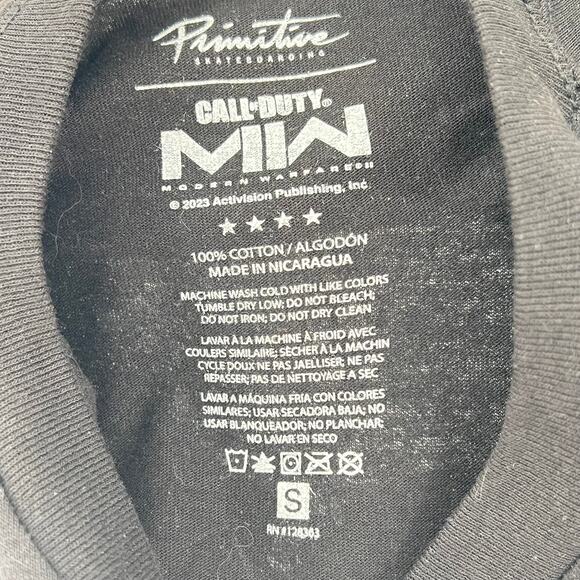 Primitive
SKATEBOARDING
CALL OF DUTY®
MW
MODERN WARFARE® II
© 2023 Activision Publishing, Inc.
100% COTTON / ALGODÓN
MADE IN NICARAGUA
MACHINE WASH COLD WITH LIKE COLORS
TUMBLE DRY LOW; DO NOT BLEACH;
DO NOT IRON; DO NOT DRY CLEAN
LAVAR À LA MACHINE À FROID AVEC
COULERS SIMILAIRE; SÈCHER À LA MACHIN
CYCLE DOUX NE PAS JAELLISER, NE PAS
REPASSER; PAS DE NETTOYAGE A SEC
LAVAR A MÁQUINA FRIA CON COLORES
SIMILARES; USAR SECADORA BAJA; NO
USAR BLANQUEADOR; NO PLANCHAR;
NO LAVAR EN SECO
S
RN#128303